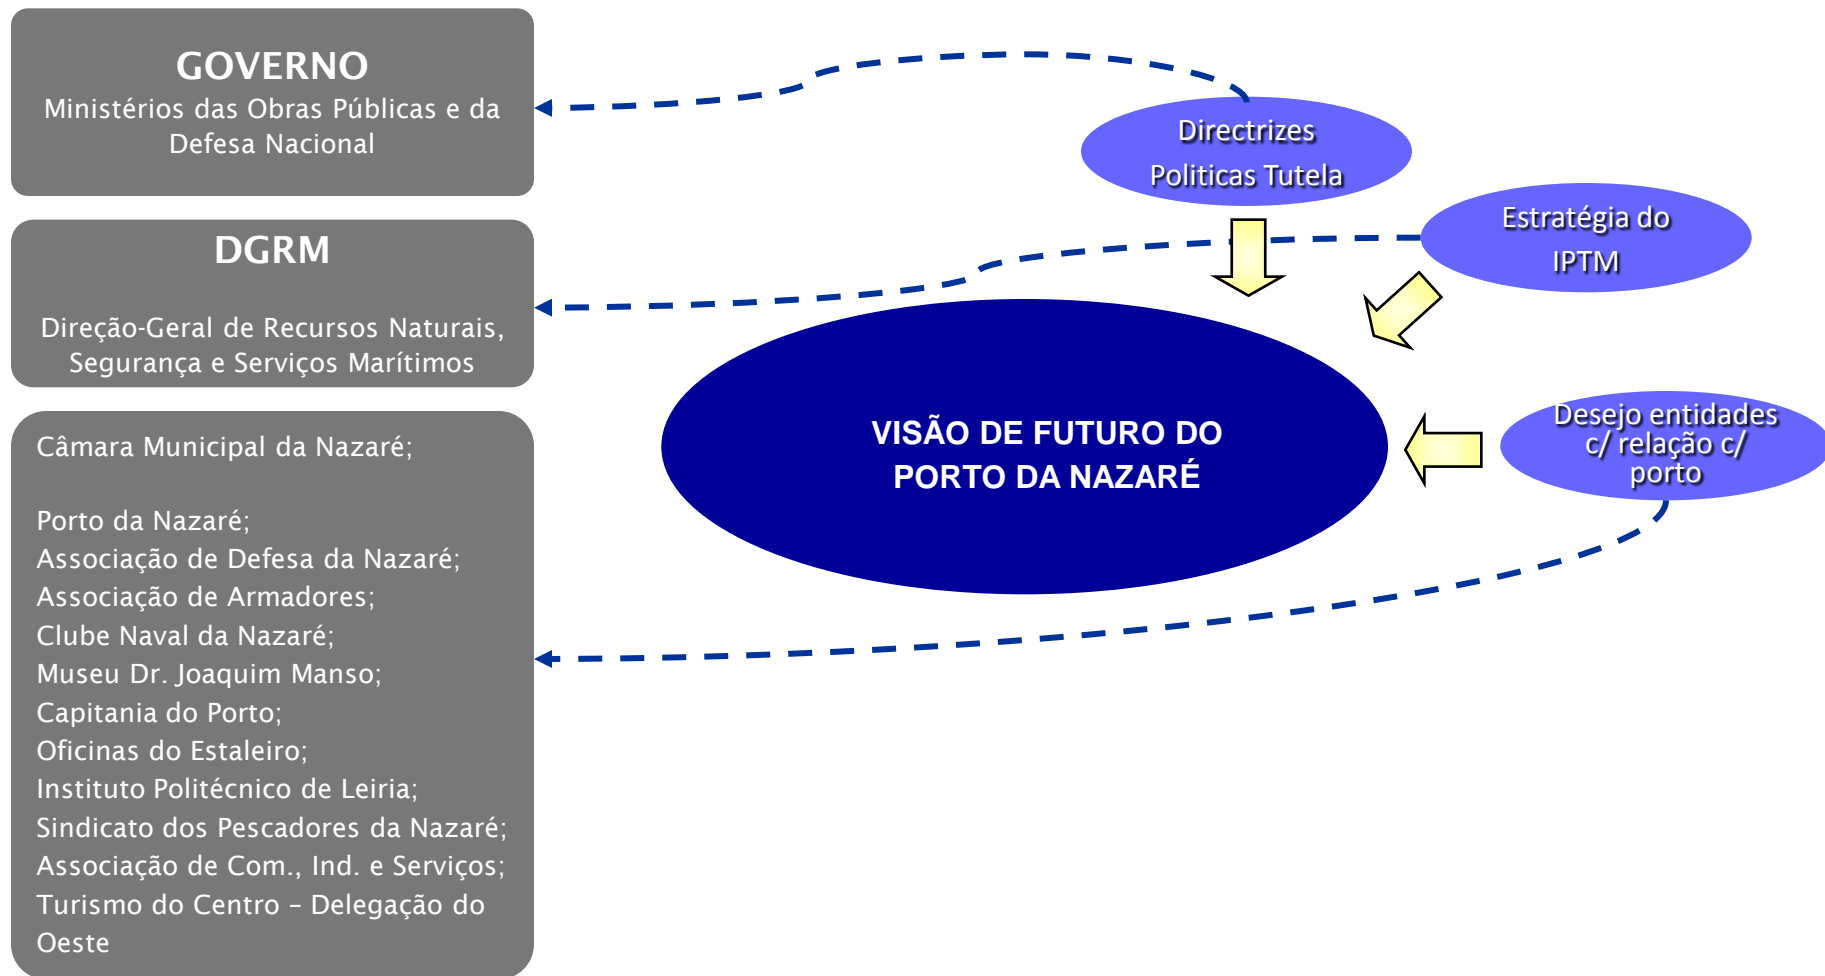 GOVERNO
Ministérios das Obras Públicas e da
Defesa Nacional
DGRM
Direção-Geral de Recursos Naturais,
Segurança e Serviços Marítimos
Câmara Municipal da Nazaré;
Porto da Nazaré;
Associação de Defesa da Nazaré;
Associação de Armadores;
Clube Naval da Nazaré;
Museu Dr. Joaquim Manso;
Capitania do Porto;
Oficinas do Estaleiro;
Instituto Politécnico de Leiria;
Sindicato dos Pescadores da Nazaré;
Associação de Com., Ind. e Serviços;
Turismo do Centro – Delegação do
Oeste
Directrizes
Politicas Tutela
Estratégia do
IPTM
VISÃO DE FUTURO DO
PORTO DA NAZARÉ
Desejo entidades
c/ relação c/
porto